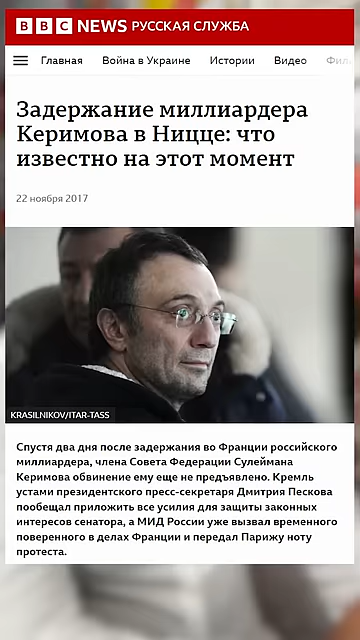 BBC NEWS РУССКАЯ СЛУЖБА
Главная Война в Украине Истории Видео Фил
Задержание миллиардера
Керимова в Ницце: что
известно на этот момент
22 ноября 2017
KRASILNIKOV/ITAR-TASS
Спустя два дня после задержания во Франции российского
миллиардера, члена Совета Федерации Сулеймана
Керимова обвинение ему еще не предъявлено. Кремль
устами президентского пресс-секретаря Дмитрия Пескова
пообещал приложить все усилия для защиты законных
интересов сенатора, а МИД России уже вызвал временного
поверенного в делах Франции и передал Парижу ноту
протеста.